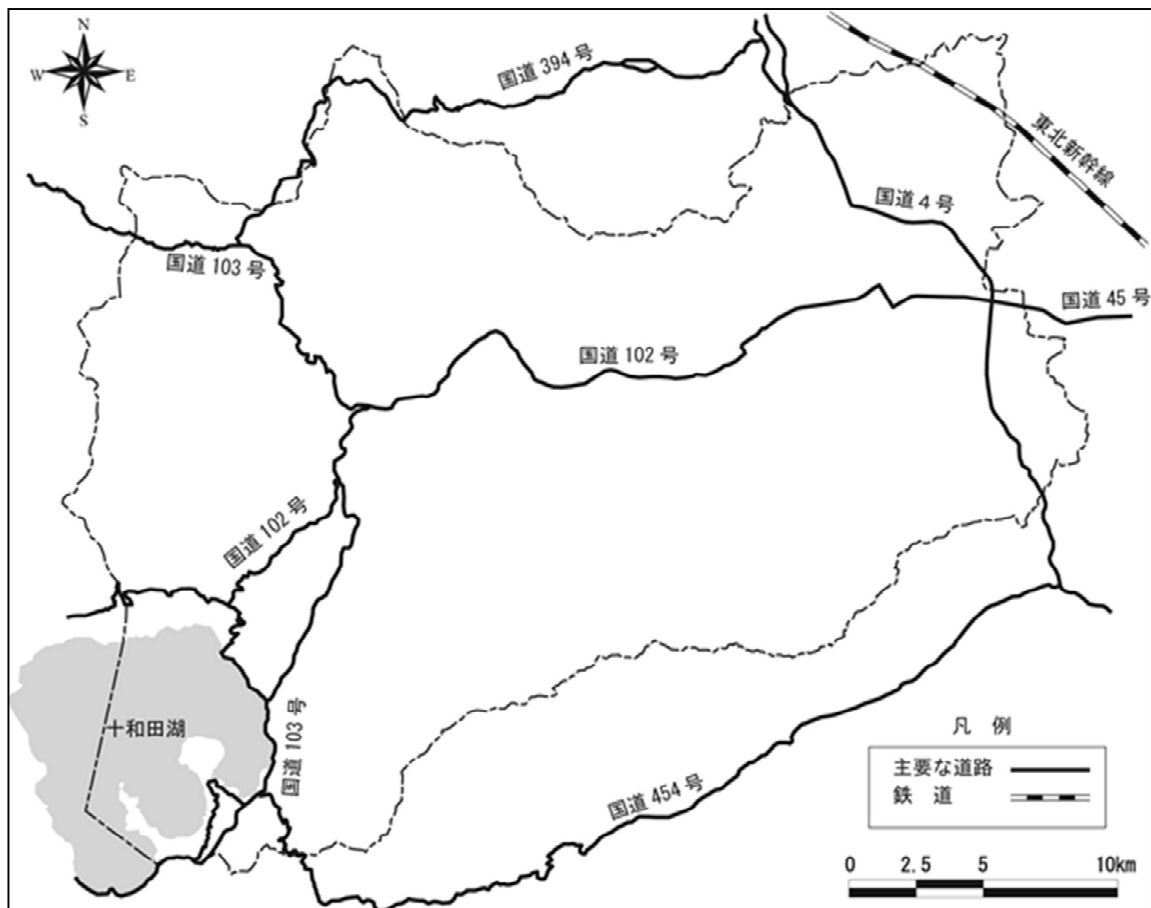 N
W E
S
国道 394 号
東北新幹線
国道 4 号
国道 103 号
国道 45 号
国道 102 号
国道 102 号
十和田湖
国道 103 号
国道 454 号
凡 例
主要な道路
鉄 道
0 2.5 5 10km